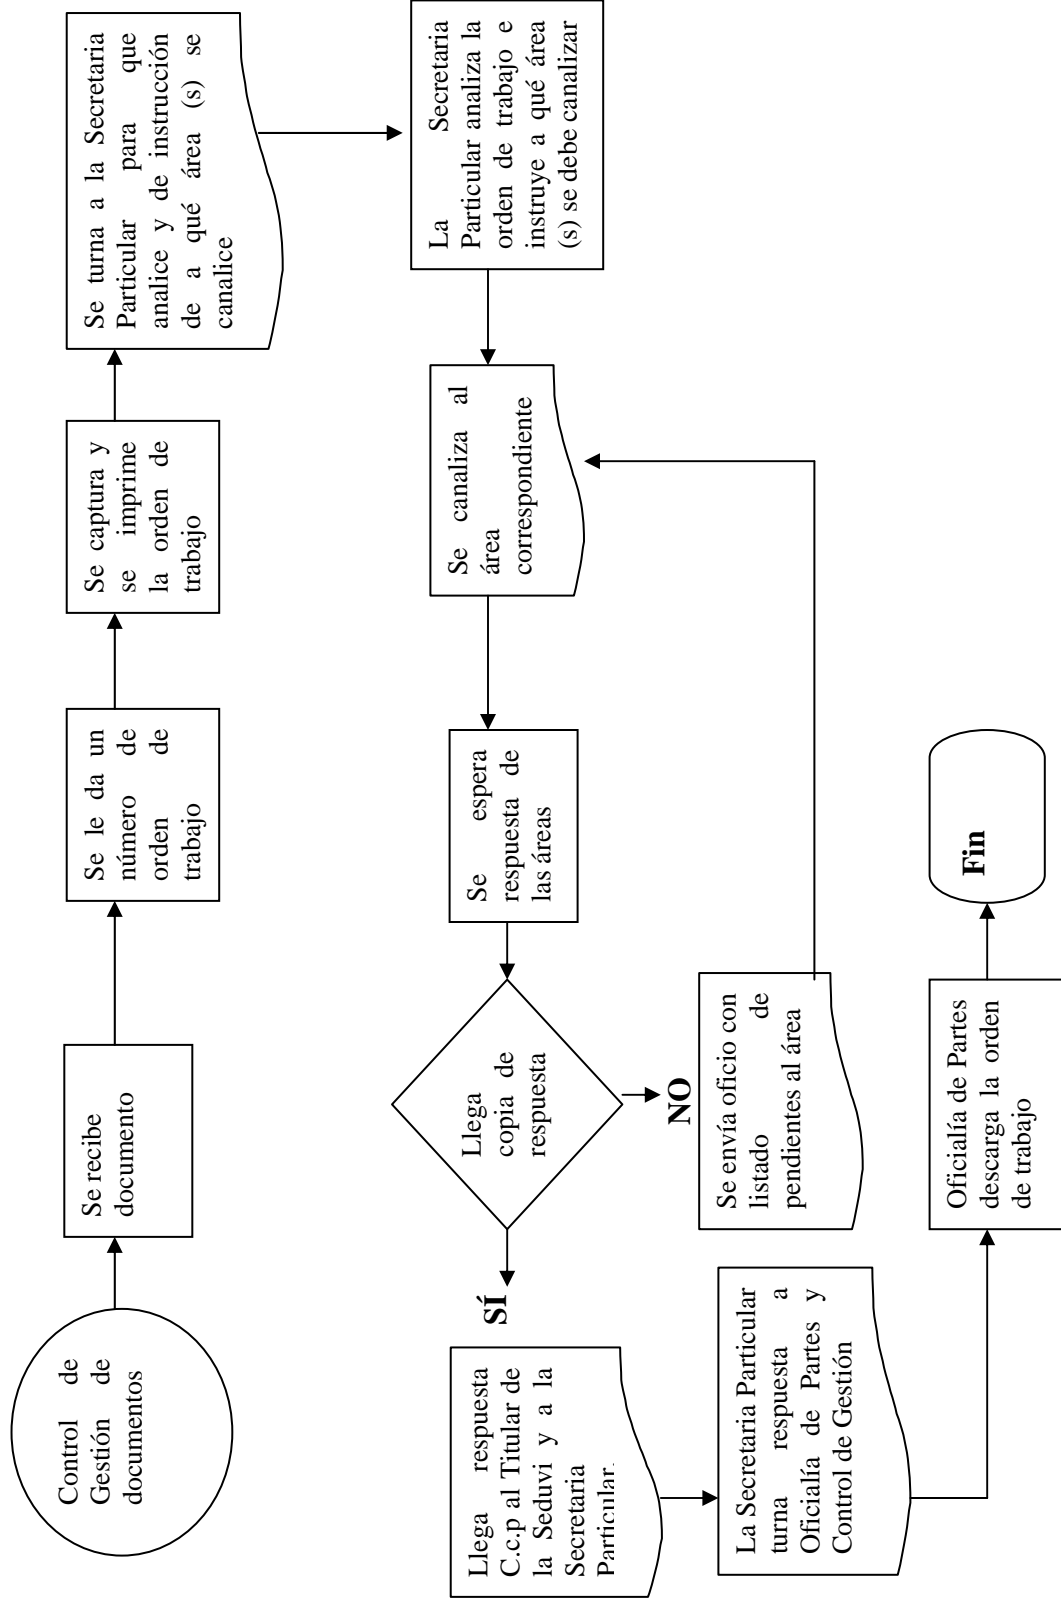 Control de
Gestión de
documentos
Se recibe
documento
Se le da un
número de
orden de
trabajo
Se captura y
se imprime
la orden de
trabajo
Se turna a la Secretaria
Particular para que
analice y de instrucción
de a qué área (s) se
canalice
La Secretaria
Particular analiza la
orden de trabajo e
instruye a qué área
(s) se debe canalizar
Se canaliza al
área
correspondiente
Se espera
respuesta de
las áreas
Llega
copia de
respuesta
NO
Se envía oficio con
listado de
pendientes al área
SÍ
Llega respuesta
C.c.p al Titular de
la Seduvi y a la
Secretaria
Particular.
La Secretaria Particular
turna respuesta a
Oficialía de Partes y
Control de Gestión
Oficialía de Partes
descarga la orden
de trabajo
Fin